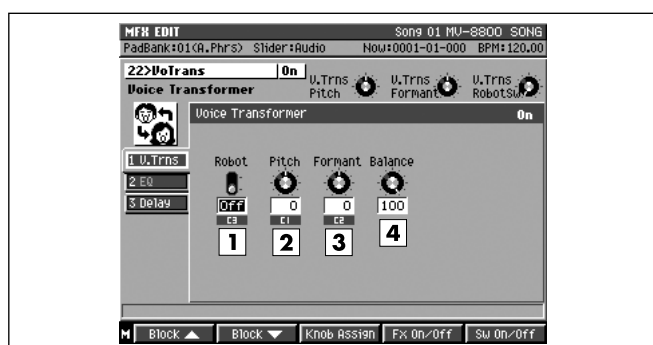 MFX EDIT Song 01 MV-8800 SONG
PadBank:01(A.Phrs) Slider:Audio Now:0001-01-000 BPM:120.00
22>VoTrans On
Voice Transformer
V.Trns Pitch
V.Trns Formant
V.Trns RobotSw
Voice Transformer On
1 V.Trns
2 EQ
3 Delay
Robot Pitch Formant Balance
Off 0 0 100
C3 C1 C2
1 2 3 4
M Block ▲ Block ▼ Knob Assign FX On/Off Sw On/Off